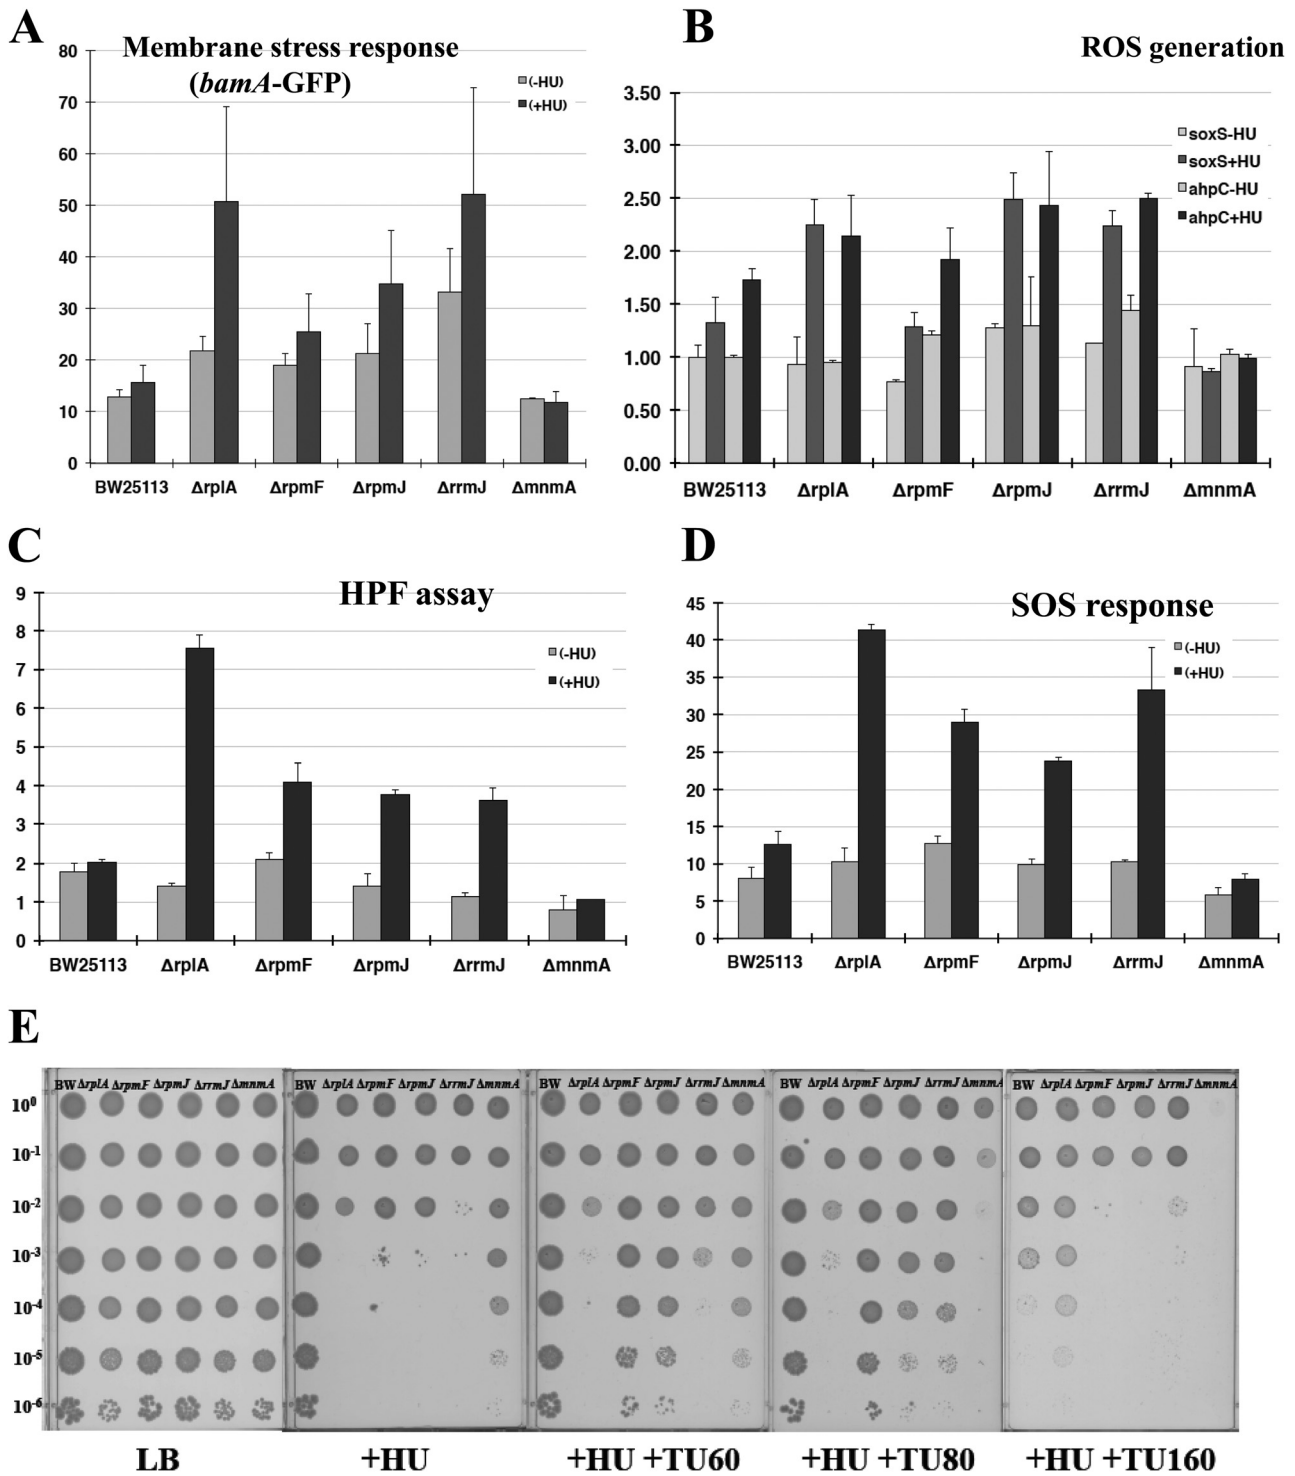 A
Membrane stress response
(bamA-GFP)
(-HU)
(+HU)
80
70
60
50
40
30
20
10
0
BW25113 ΔrplA ΔrpmF ΔrpmJ ΔrrmJ ΔmnmA
B
ROS generation
soxS-HU
soxS+HU
ahpC-HU
ahpC+HU
3.50
3.00
2.50
2.00
1.50
1.00
0.50
0.00
BW25113 ΔrplA ΔrpmF ΔrpmJ ΔrrmJ ΔmnmA
C
HPF assay
(-HU)
(+HU)
9
8
7
6
5
4
3
2
1
0
BW25113 ΔrplA ΔrpmF ΔrpmJ ΔrrmJ ΔmnmA
D
SOS response
(-HU)
(+HU)
45
40
35
30
25
20
15
10
5
0
BW25113 ΔrplA ΔrpmF ΔrpmJ ΔrrmJ ΔmnmA
E
BW ΔrplA ΔrpmF ΔrpmJ ΔrrmJ ΔmnmA
BW ΔrplA ΔrpmF ΔrpmJ ΔrrmJ ΔmnmA
BW ΔrplA ΔrpmF ΔrpmJ ΔrrmJ ΔmnmA
BW ΔrplA ΔrpmF ΔrpmJ ΔrrmJ ΔmnmA
BW ΔrplA ΔrpmF ΔrpmJ ΔrrmJ ΔmnmA
10⁰
10⁻¹
10⁻²
10⁻³
10⁻⁴
10⁻⁵
10⁻⁶
LB +HU +HU +TU60 +HU +TU80 +HU +TU160